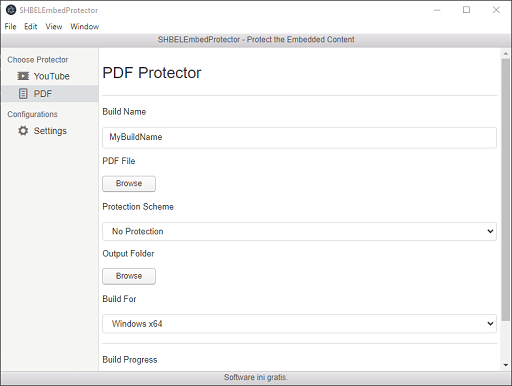 SHBELEmbedProtector
File Edit View Window
SHBELEmbedProtector - Protect the Embedded Content
Choose Protector
YouTube
PDF
Configurations
Settings
PDF Protector
Build Name
MyBuildName
PDF File
Browse
Protection Scheme
No Protection
Output Folder
Browse
Build For
Windows x64
Build Progress
Software ini gratis.